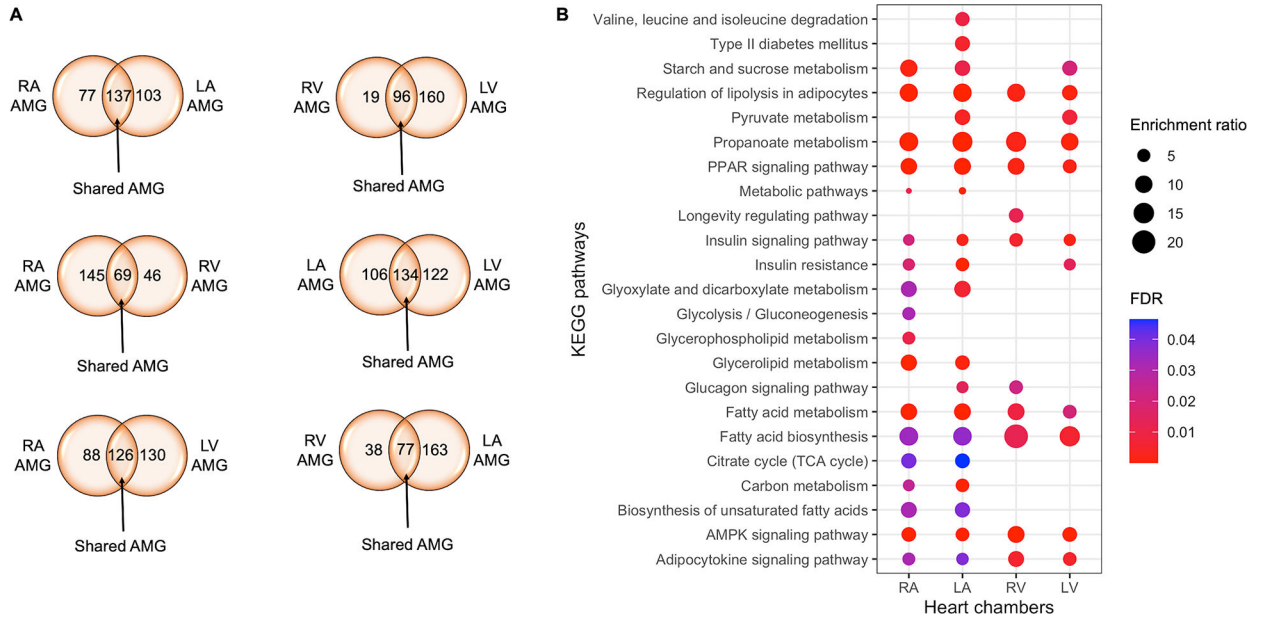 A
RA
AMG
77
137
103
LA
AMG
Shared AMG
RV
AMG
19
96
160
LV
AMG
Shared AMG
RA
AMG
145
69
46
RV
AMG
Shared AMG
LA
AMG
106
134
122
LV
AMG
Shared AMG
RA
AMG
88
126
130
LV
AMG
Shared AMG
RV
AMG
38
77
163
LA
AMG
Shared AMG
B
KEGG pathways
Valine, leucine and isoleucine degradation
Type II diabetes mellitus
Starch and sucrose metabolism
Regulation of lipolysis in adipocytes
Pyruvate metabolism
Propanoate metabolism
PPAR signaling pathway
Metabolic pathways
Longevity regulating pathway
Insulin signaling pathway
Insulin resistance
Glyoxylate and dicarboxylate metabolism
Glycolysis / Gluconeogenesis
Glycerophospholipid metabolism
Glycerolipid metabolism
Glucagon signaling pathway
Fatty acid metabolism
Fatty acid biosynthesis
Citrate cycle (TCA cycle)
Carbon metabolism
Biosynthesis of unsaturated fatty acids
AMPK signaling pathway
Adipocytokine signaling pathway
RA LA RV LV
Heart chambers
Enrichment ratio
5
10
15
20
FDR
0.04
0.03
0.02
0.01